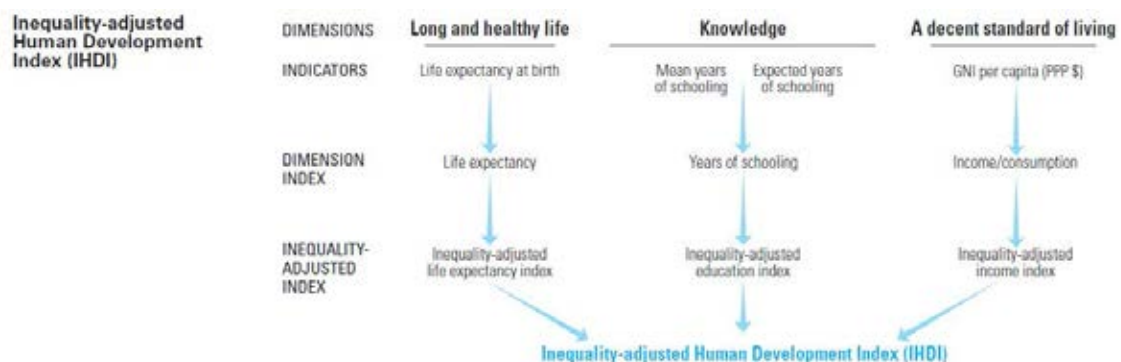 Inequality-adjusted
Human Development
Index (IHDI)
DIMENSIONS
Long and healthy life
Knowledge
A decent standard of living
INDICATORS
Life expectancy at birth
Mean years
of schooling
Expected years
of schooling
GNI per capita (PPP $)
DIMENSION
INDEX
Life expectancy
Years of schooling
Income/consumption
INEQUALITY-
ADJUSTED
INDEX
Inequality-adjusted
life expectancy index
Inequality-adjusted
education index
Inequality-adjusted
income index
Inequality-adjusted Human Development Index (IHDI)